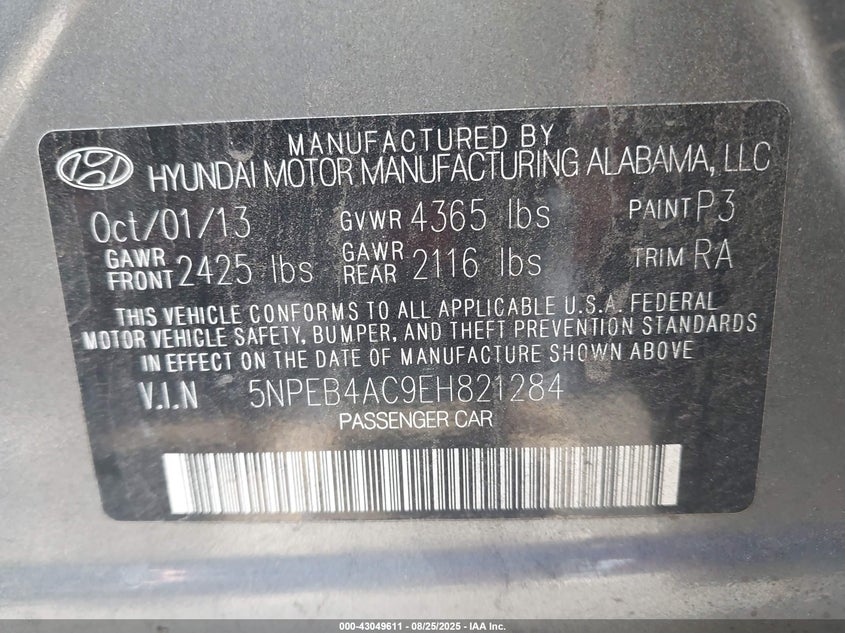 MANUFACTURED BY
HYUNDAI MOTOR MANUFACTURING ALABAMA, LLC
Oct/01/13 GVWR 4365 lbs PAINT P3
GAWR FRONT 2425 lbs GAWR REAR 2116 lbs TRIM RA
THIS VEHICLE CONFORMS TO ALL APPLICABLE U.S.A. FEDERAL
MOTOR VEHICLE SAFETY, BUMPER, AND THEFT PREVENTION STANDARDS
IN EFFECT ON THE DATE OF MANUFACTURE SHOWN ABOVE
V.I.N 5NPEB4AC9EH821284
PASSENGER CAR
000-43049611 - 08/25/2025 - IAA Inc.